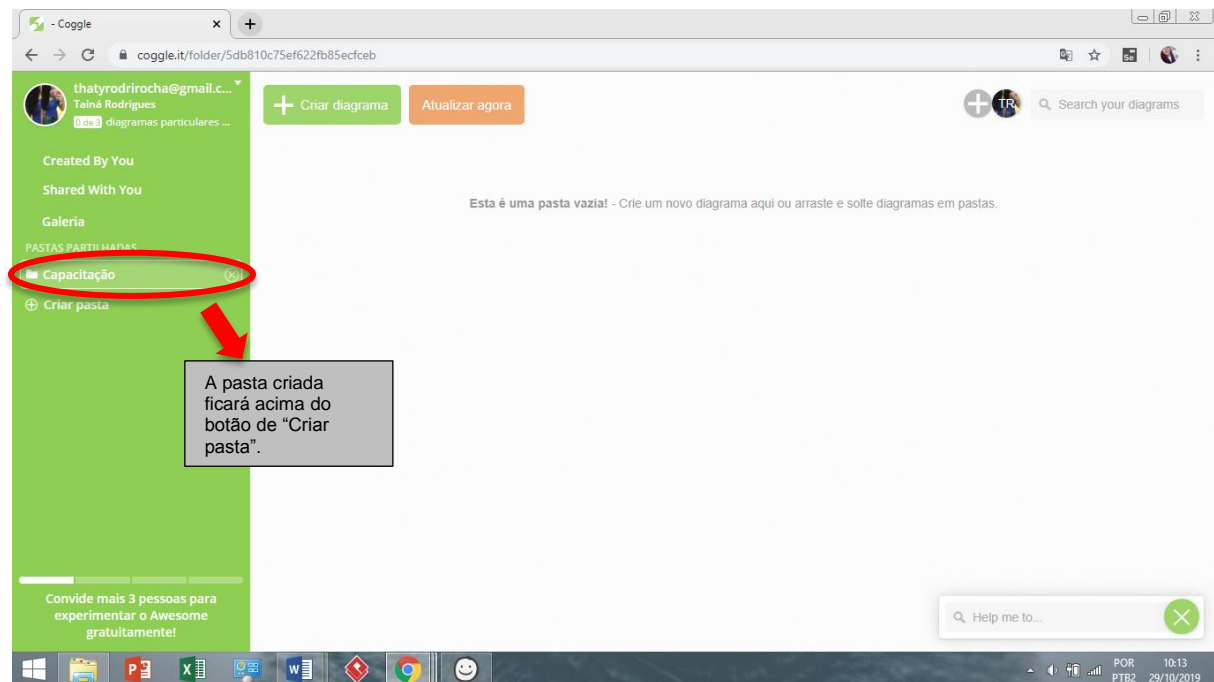 - Coggle
coggle.it/folder/5db810c75ef622fb85ecfceb
thatyrodrirocha@gmail.c...
Tainá Rodrigues
0 de 3 diagramas particulares ...
Criar diagrama
Atualizar agora
TR
Search your diagrams
Created By You
Shared With You
Galeria
PASTAS PARTILHADAS
Capacitação
Criar pasta
Esta é uma pasta vazia! - Crie um novo diagrama aqui ou arraste e solte diagramas em pastas.
A pasta criada
ficará acima do
botão de “Criar
pasta”.
Convide mais 3 pessoas para
experimentar o Awesome
gratuitamente!
Help me to...
POR
PTB2
10:13
29/10/2019